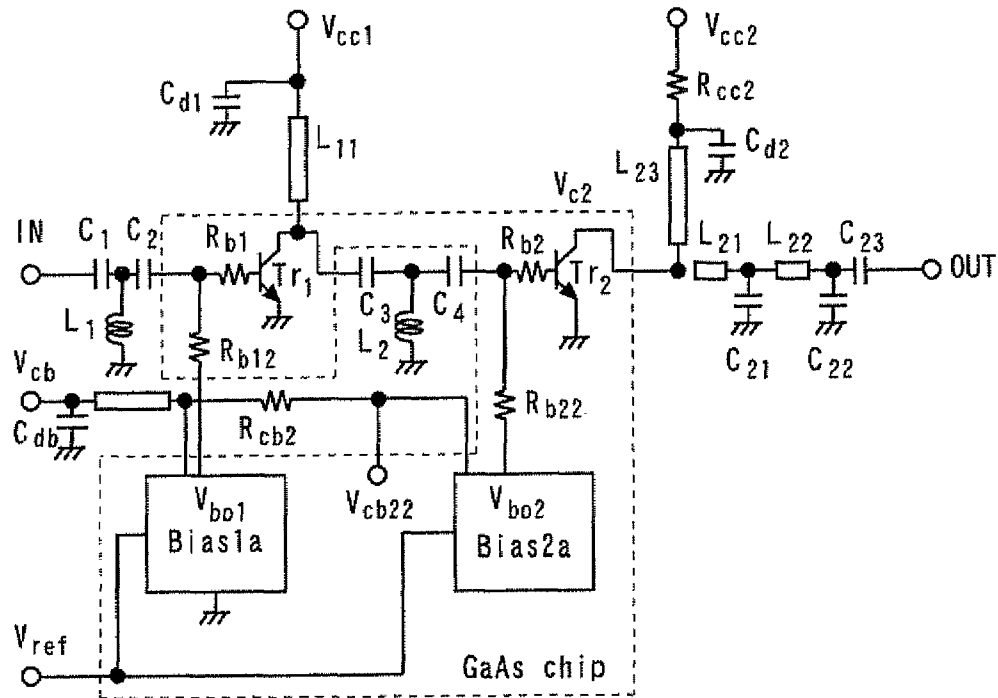 Vcc1
Vcc2
Cd1
Rcc2
L11
Cd2
L23
Vc2
IN
C1
C2
Rb1
Tr1
Rb2
Tr2
L21
L22
C23
OUT
L1
C3
C4
L2
Rb12
C21
C22
Vcb
Rcb2
Rb22
Cdb
Vcb22
Vbo1
Bias1a
Vbo2
Bias2a
Vref
GaAs chip